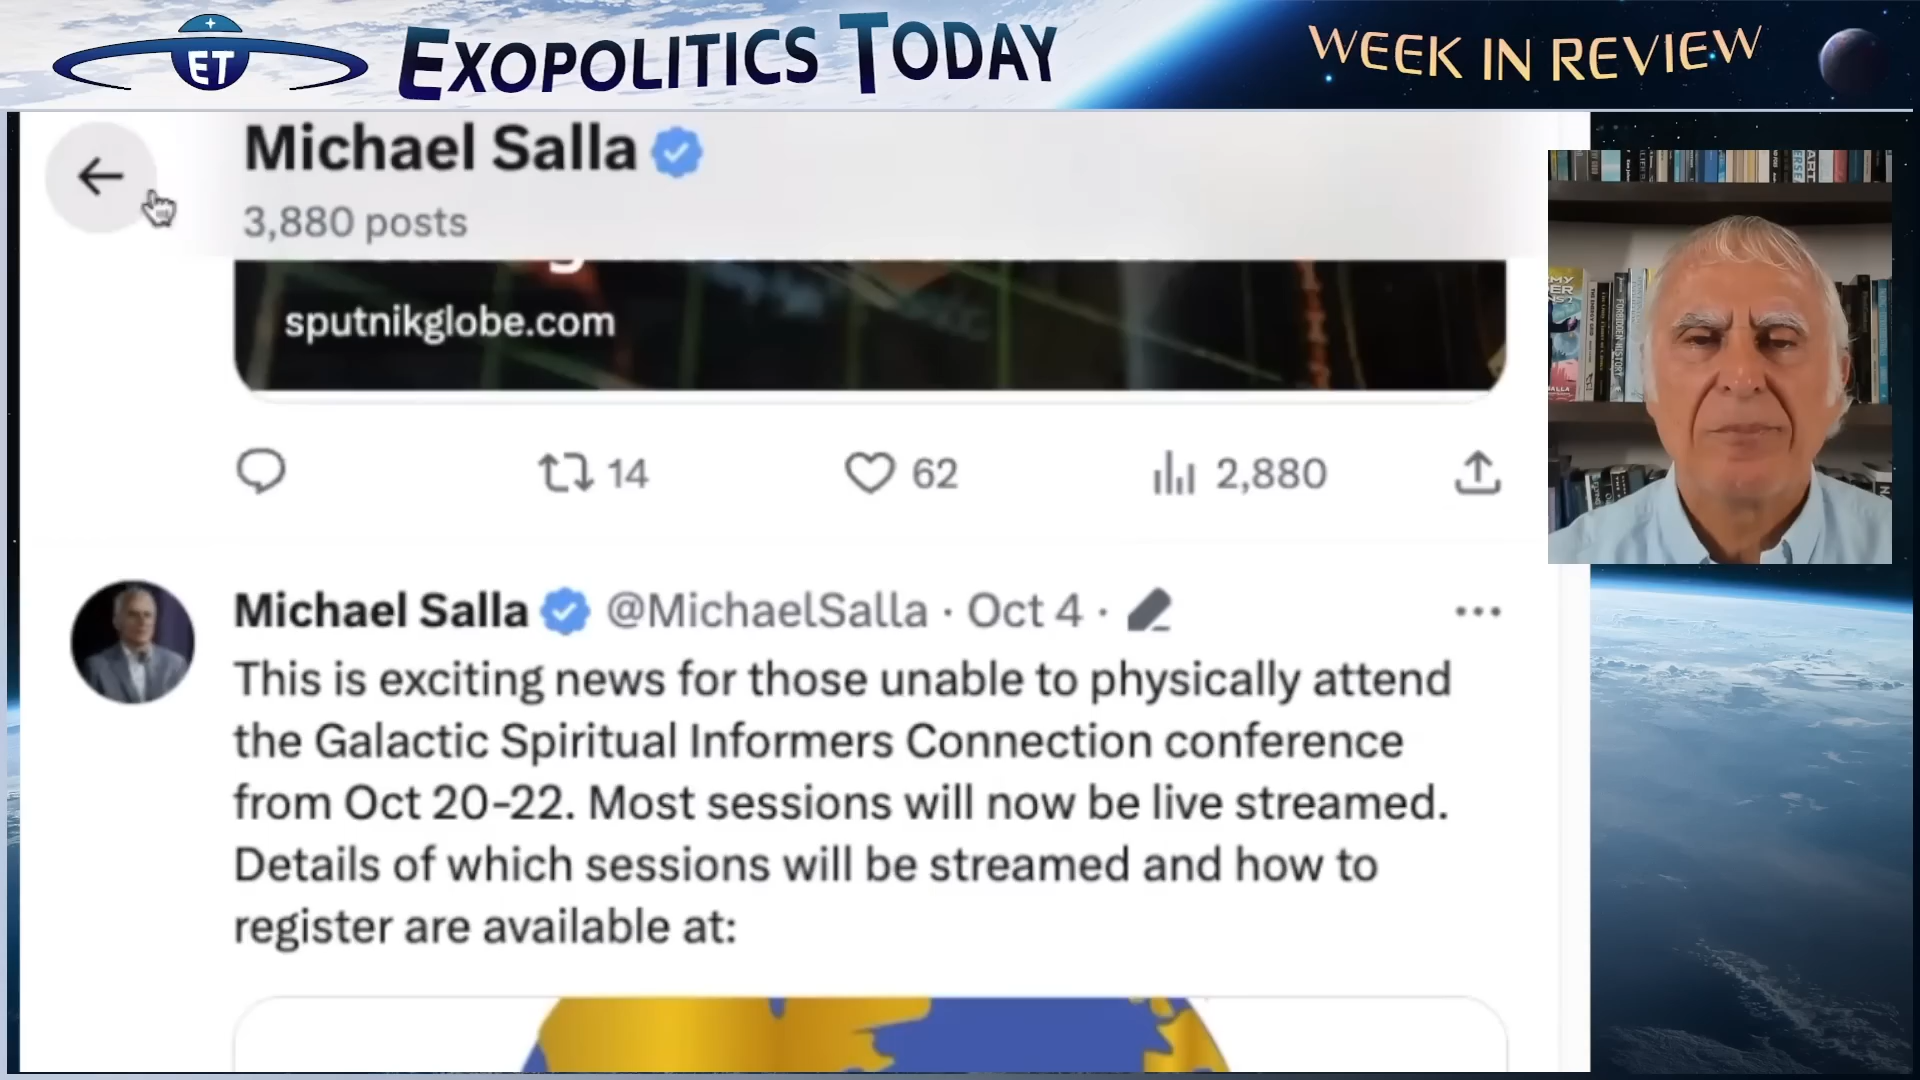 ET
EXOPOLITICS TODAY
WEEK IN REVIEW
Michael Salla
3,880 posts
sputnikglobe.com
14
62
2,880
Michael Salla @MichaelSalla · Oct 4 ·
This is exciting news for those unable to physically attend
the Galactic Spiritual Informers Connection conference
from Oct 20-22. Most sessions will now be live streamed.
Details of which sessions will be streamed and how to
register are available at:
FORBIDDEN HISTORY